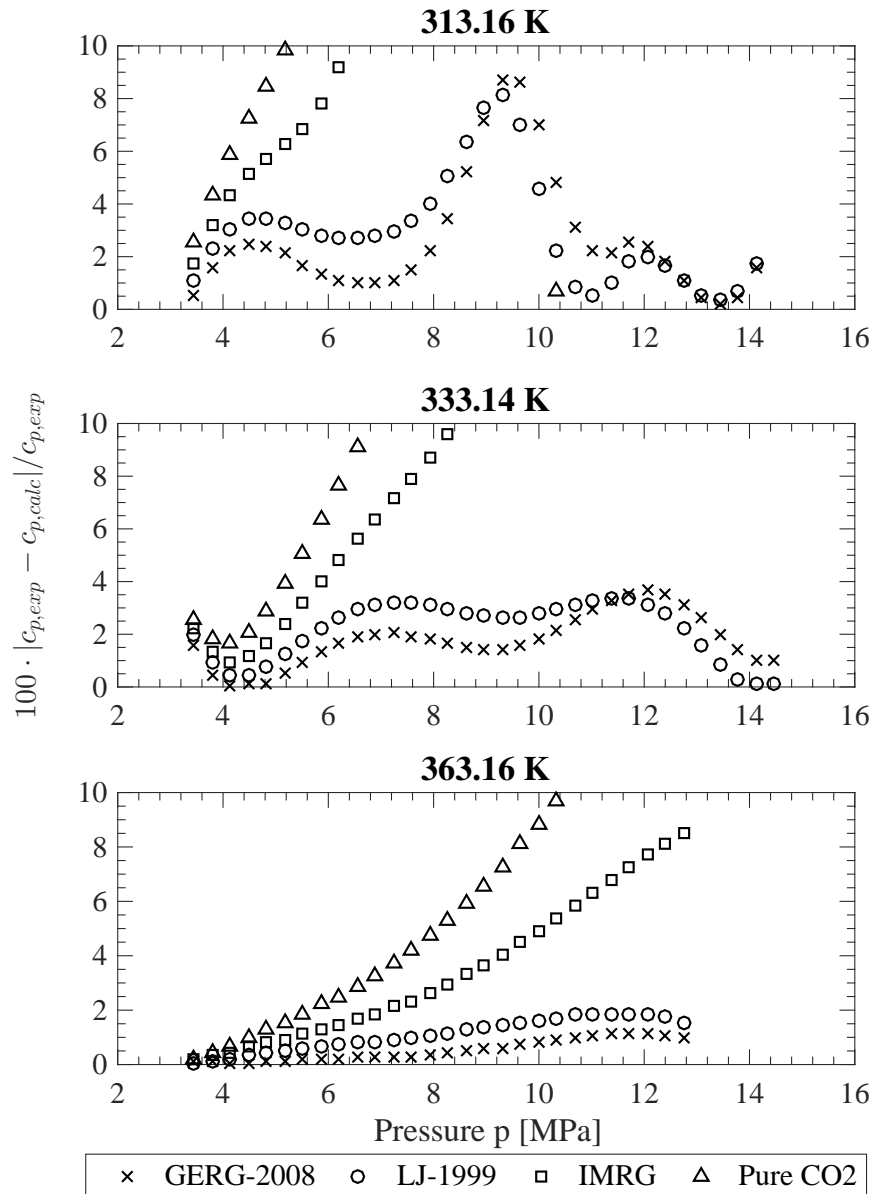 313.16 K
10
8
6
4
2
0
2 4 6 8 10 12 14 16
333.14 K
10
8
6
4
2
0
2 4 6 8 10 12 14 16
363.16 K
10
8
6
4
2
0
2 4 6 8 10 12 14 16
100 · |c_{p,exp} − c_{p,calc}|/c_{p,exp}
Pressure p [MPa]
GERG-2008 LJ-1999 IMRG Pure CO2